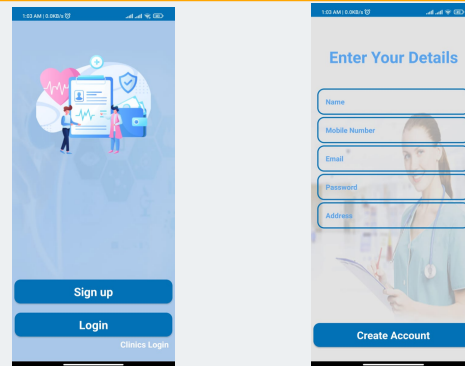 1:03 AM | 0.0KB/s
Sign up
Login
Clinics Login
1:03 AM | 0.0KB/s
Enter Your Details
Name
Mobile Number
Email
Password
Address
Create Account